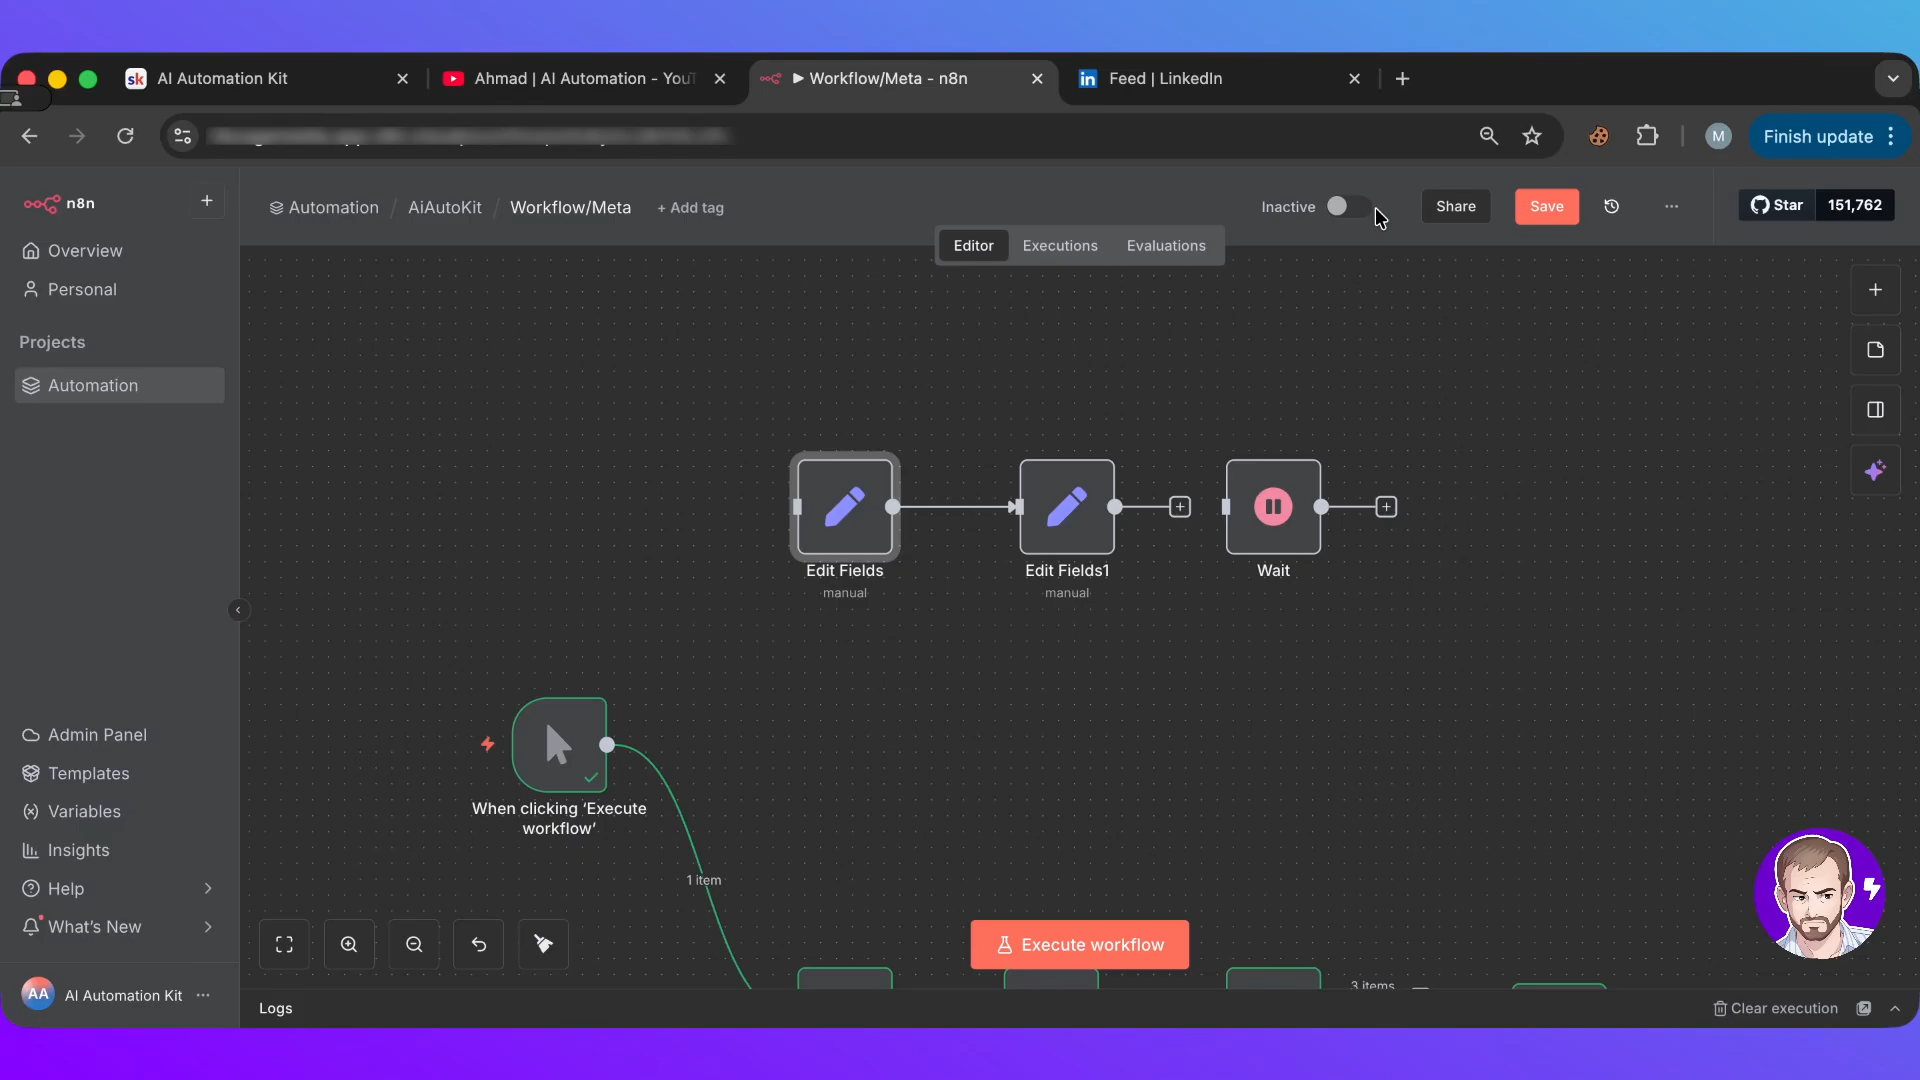 sk AI Automation Kit
Ahmad | AI Automation - YouT
Workflow/Meta - n8n
in Feed | LinkedIn
M
Finish update
n8n
Automation / AiAutoKit / Workflow/Meta + Add tag
Inactive
Share
Save
Star 151,762
Editor
Executions
Evaluations
Overview
Personal
Projects
Automation
Edit Fields
manual
Edit Fields1
manual
Wait
When clicking ‘Execute
workflow’
1 item
3 items
Execute workflow
Admin Panel
Templates
Variables
Insights
Help
What’s New
AA AI Automation Kit
Logs
Clear execution